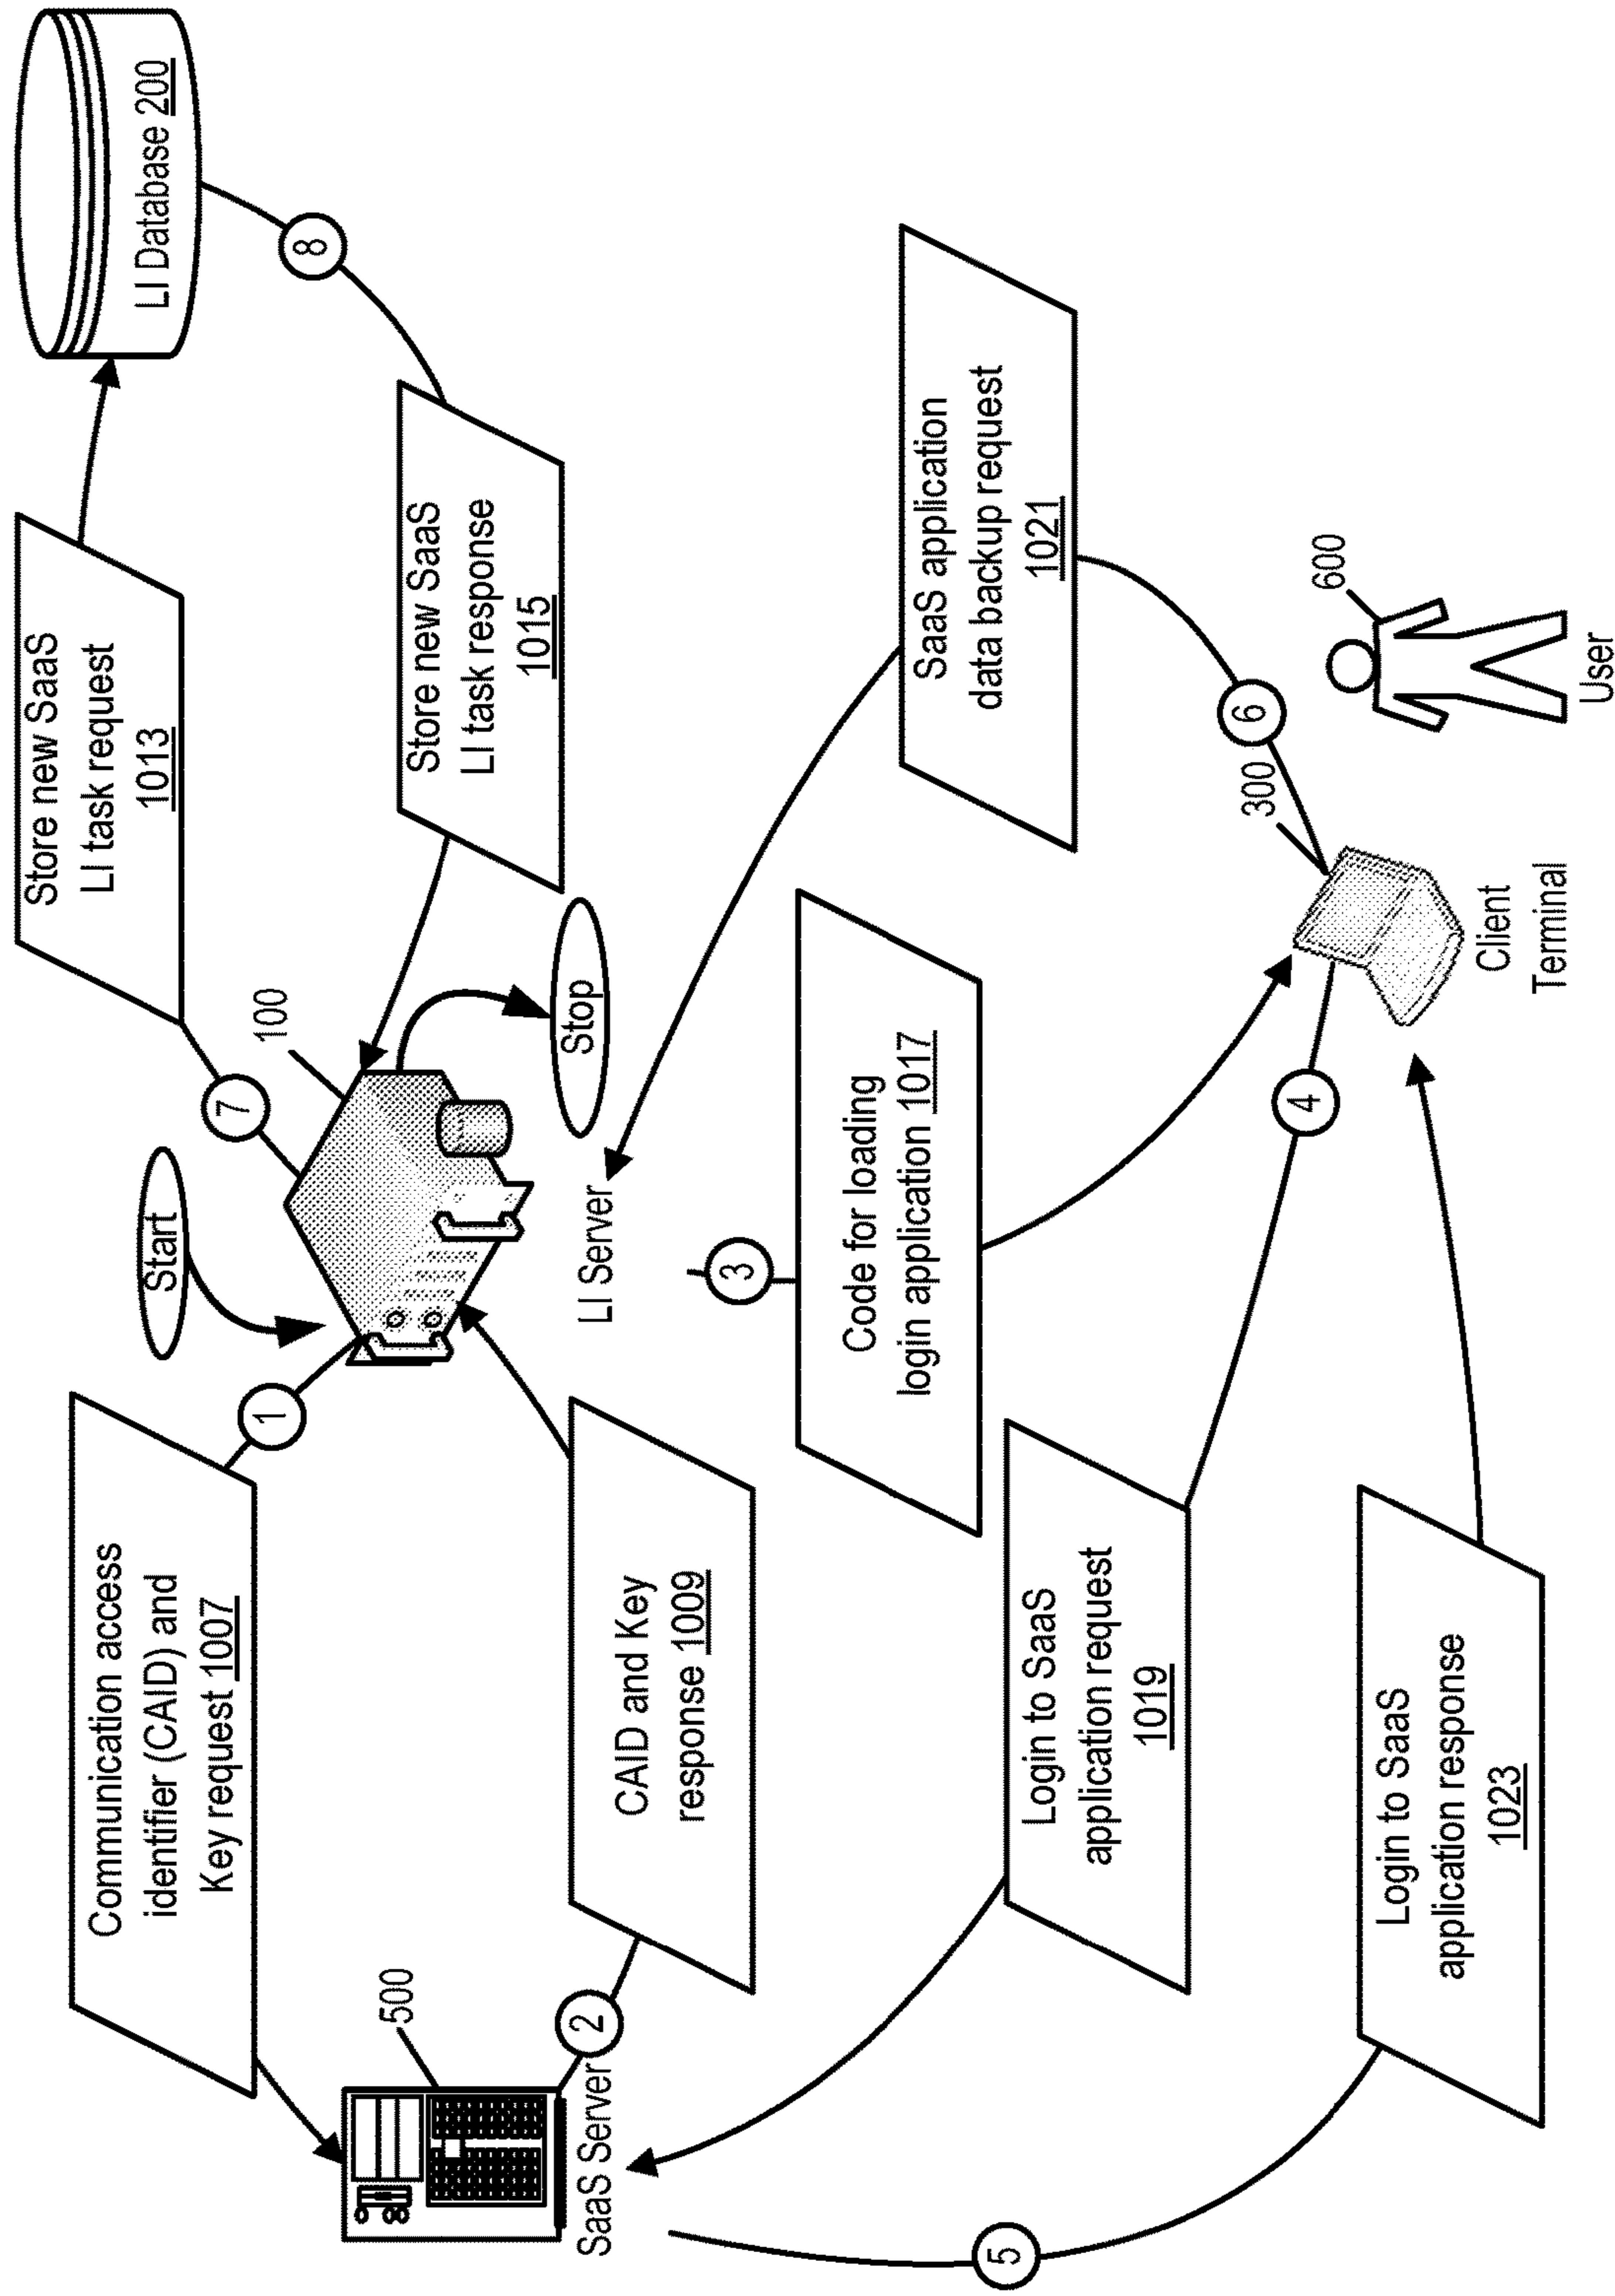 Communication access
identifier (CAID) and
Key request 1007
1
Start
7
100
Store new SaaS
LI task request
1013
LI Database 200
8
Store new SaaS
LI task response
1015
Stop
LI Server
500
SaaS Server
2
CAID and Key
response 1009
3
Code for loading
login application 1017
SaaS application
data backup request
1021
6
300
600
User
Client
Terminal
4
Login to SaaS
application request
1019
5
Login to SaaS
application response
1023